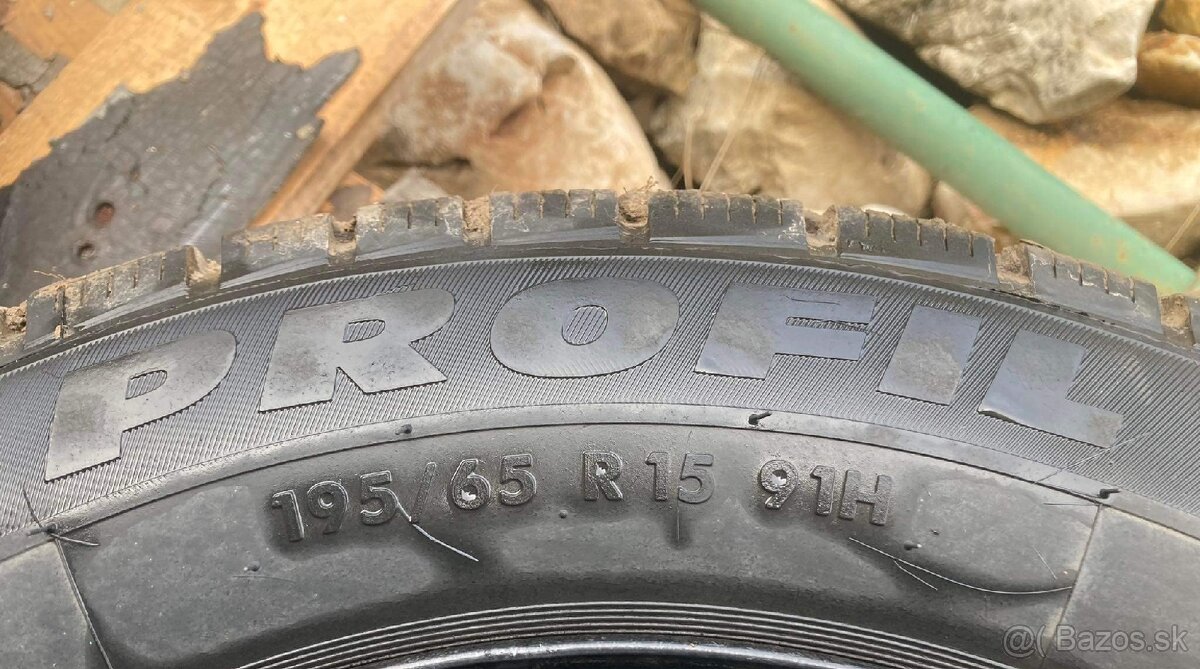 PROFIL
195/65 R15 91H
@( Bazos.sk